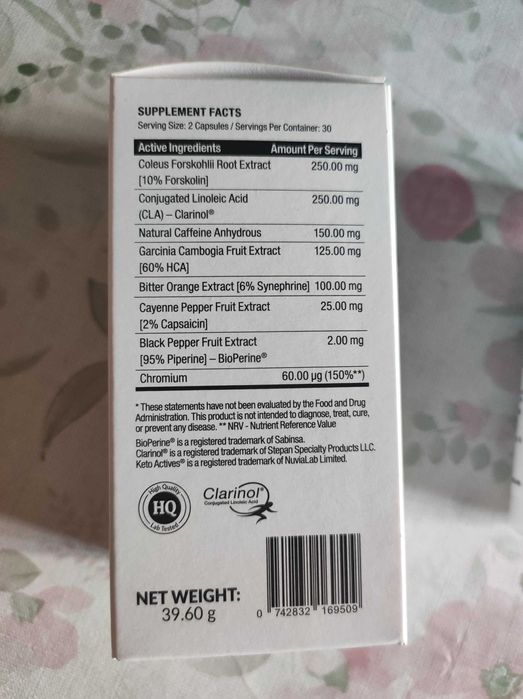 SUPPLEMENT FACTS
Serving Size: 2 Capsules / Servings Per Container: 30
Active Ingredients Amount Per Serving
Coleus Forskohlii Root Extract 250.00 mg
[10% Forskolin]
Conjugated Linoleic Acid 250.00 mg
(CLA) – Clarinol®
Natural Caffeine Anhydrous 150.00 mg
Garcinia Cambogia Fruit Extract 125.00 mg
[60% HCA]
Bitter Orange Extract [6% Synephrine] 100.00 mg
Cayenne Pepper Fruit Extract 25.00 mg
[2% Capsaicin]
Black Pepper Fruit Extract 2.00 mg
[95% Piperine] – BioPerine®
Chromium 60.00 µg (150%**)
* These statements have not been evaluated by the Food and Drug
Administration. This product is not intended to diagnose, treat, cure,
or prevent any disease. ** NRV - Nutrient Reference Value
BioPerine® is a registered trademark of Sabinsa.
Clarinol® is a registered trademark of Stepan Specialty Products LLC.
Keto Actives® is a registered trademark of NuviaLab Limited.
High Quality
HQ
Lab Tested
Clarinol®
Conjugated Linoleic Acid
NET WEIGHT:
39.60 g
0 742832 169509